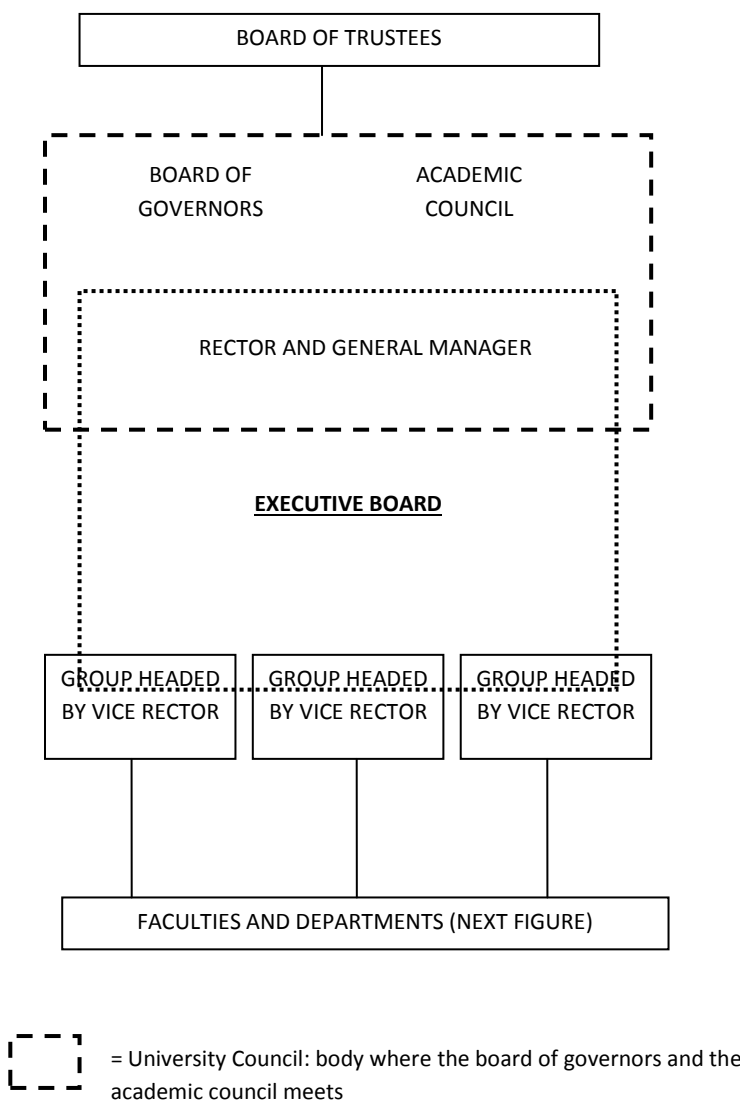 BOARD OF TRUSTEES
BOARD OF
GOVERNORS
ACADEMIC
COUNCIL
RECTOR AND GENERAL MANAGER
EXECUTIVE BOARD
GROUP HEADED
BY VICE RECTOR
GROUP HEADED
BY VICE RECTOR
GROUP HEADED
BY VICE RECTOR
FACULTIES AND DEPARTMENTS (NEXT FIGURE)
= University Council: body where the board of governors and the
academic council meets